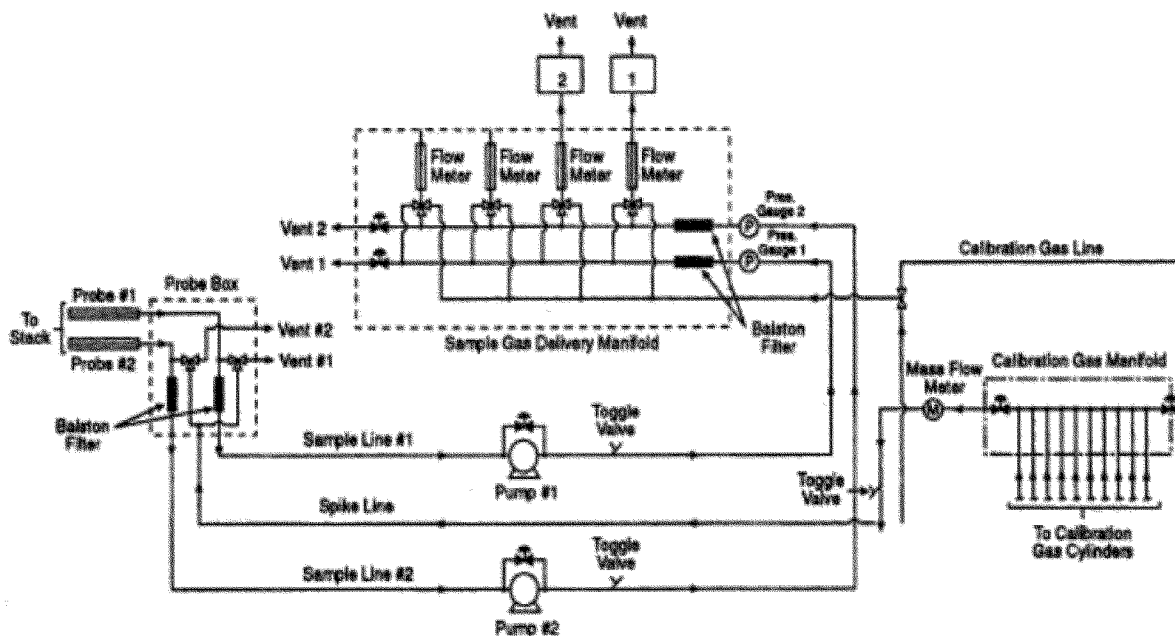 Vent
Vent
2
1
Flow
Meter
Flow
Meter
Flow
Meter
Flow
Meter
Pres.
Gauge 2
Pres.
Gauge 1
P
P
Vent 2
Vent 1
Calibration Gas Line
Probe #1
Probe Box
To
Stack
Probe #2
Vent #2
Vent #1
Sample Gas Delivery Manifold
Balston
Filter
Mass Flow
Meter
Calibration Gas Manifold
M
Balston
Filter
Sample Line #1
Toggle
Valve
Pump #1
Toggle
Valve
Spike Line
To Calibration
Gas Cylinders
Toggle
Valve
Sample Line #2
Pump #2